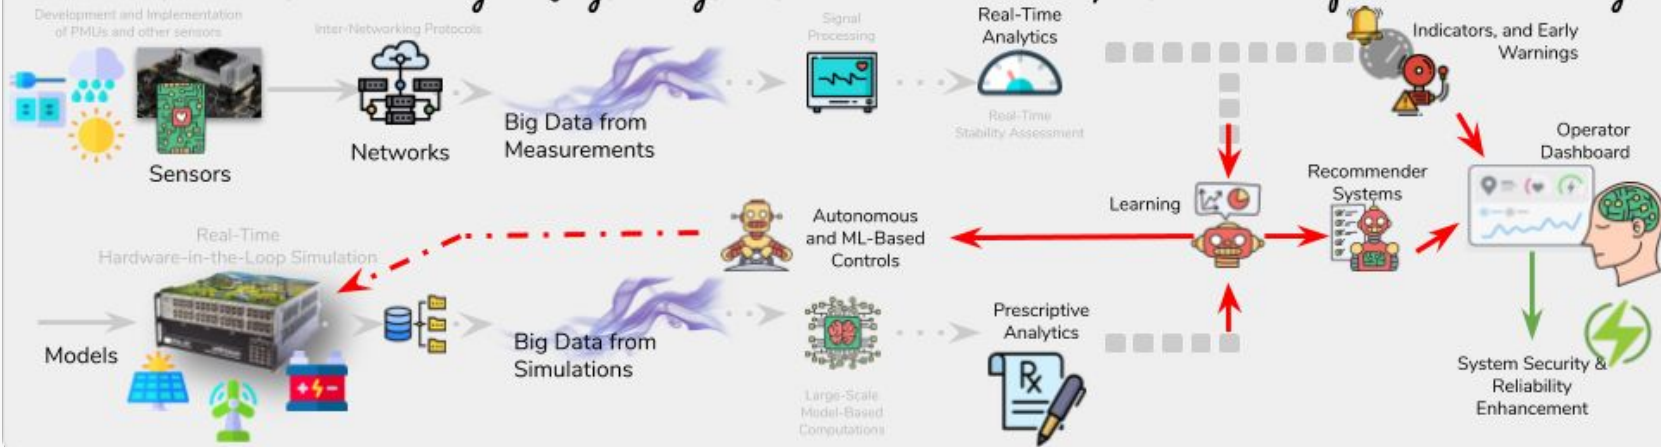 Development and Implementation
of PMUs and other sensors
Sensors
Inter-Networking Protocols
Networks
Big Data from
Measurements
Signal
Processing
Real-Time
Analytics
Real-Time
Stability Assessment
Indicators, and Early
Warnings
Operator
Dashboard
Recommender
Systems
Learning
Autonomous
and ML-Based
Controls
Real-Time
Hardware-in-the-Loop Simulation
Models
Big Data from
Simulations
Large-Scale
Model-Based
Computations
Prescriptive
Analytics
Rx
System Security &
Reliability
Enhancement